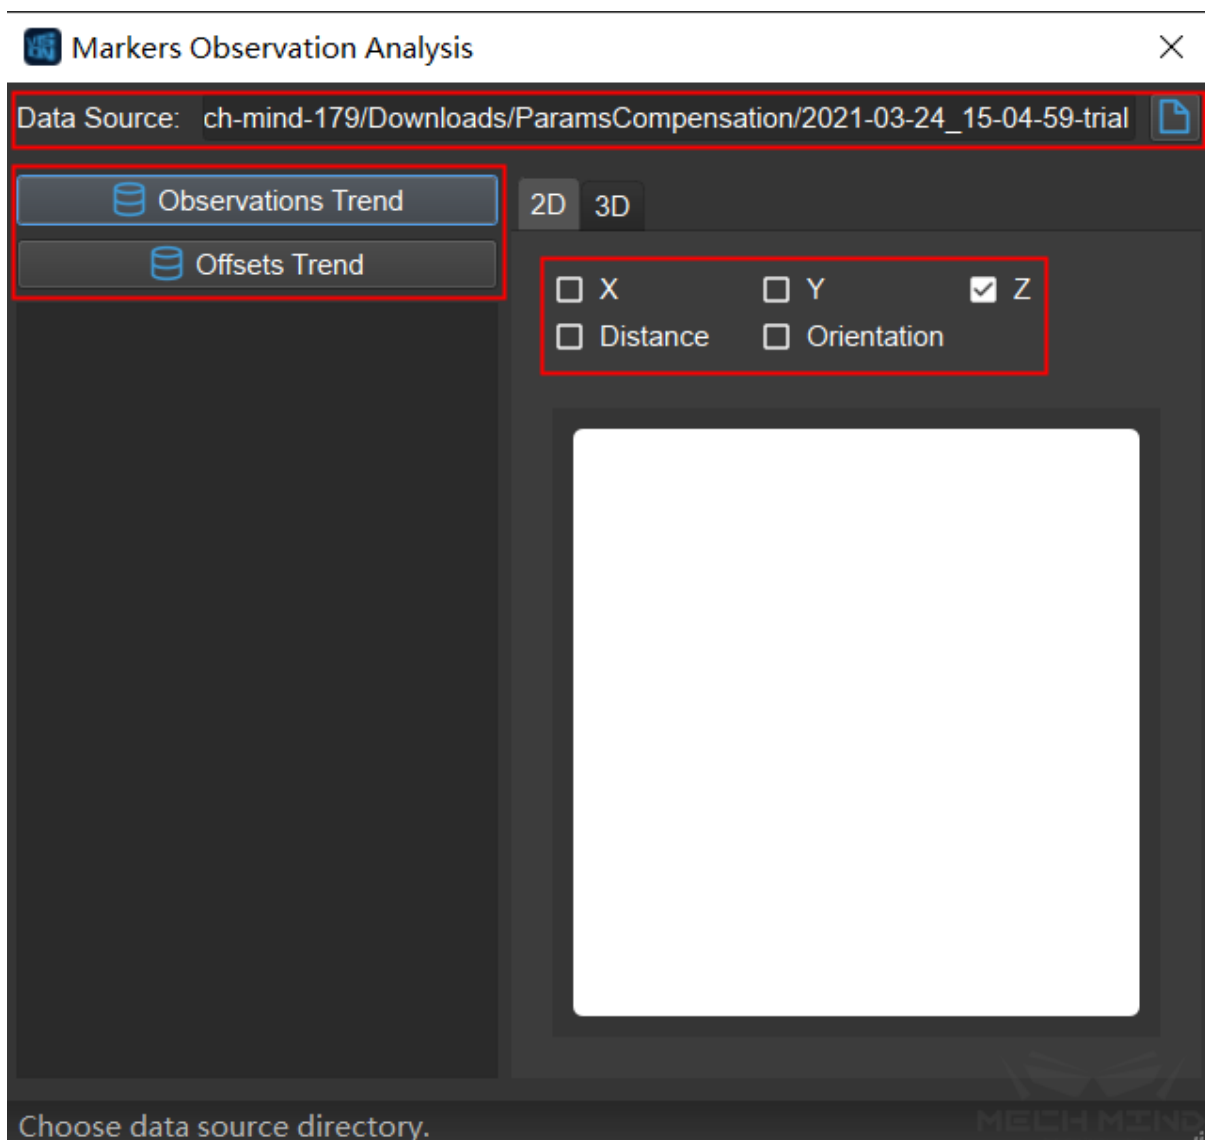 Markers Observation Analysis
Data Source: ch-mind-179/Downloads/ParamsCompensation/2021-03-24_15-04-59-trial
Observations Trend
Offsets Trend
2D 3D
X Y Z
Distance Orientation
Choose data source directory.
MECH MIND